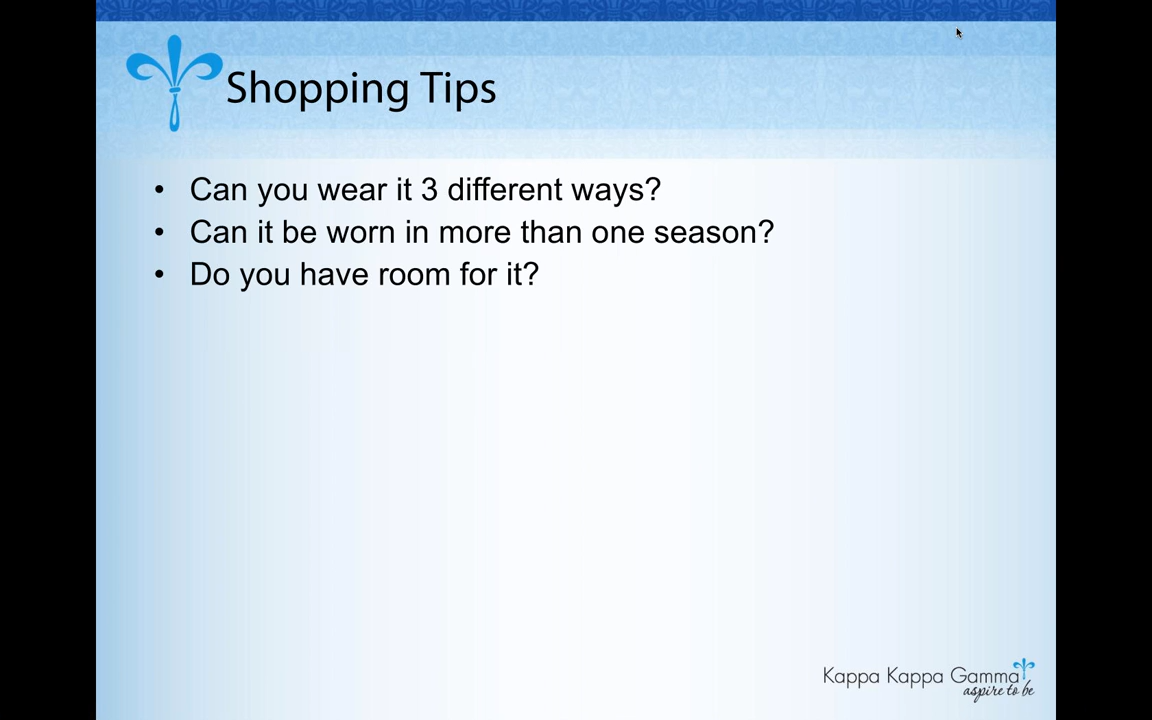 Shopping Tips
• Can you wear it 3 different ways?
• Can it be worn in more than one season?
• Do you have room for it?
Kappa Kappa Gamma
aspire to be